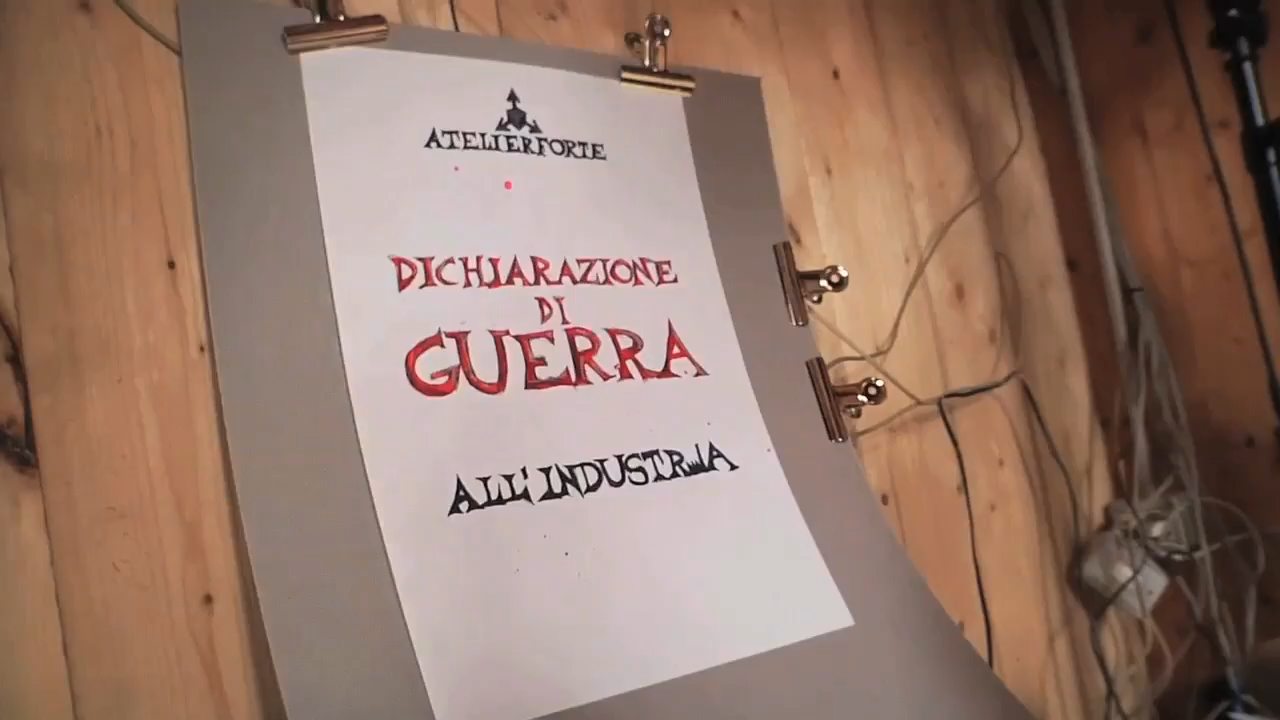 ATELIERFORTE
DICHIARAZIONE
DI
GUERRA
ALL'INDUSTRIA